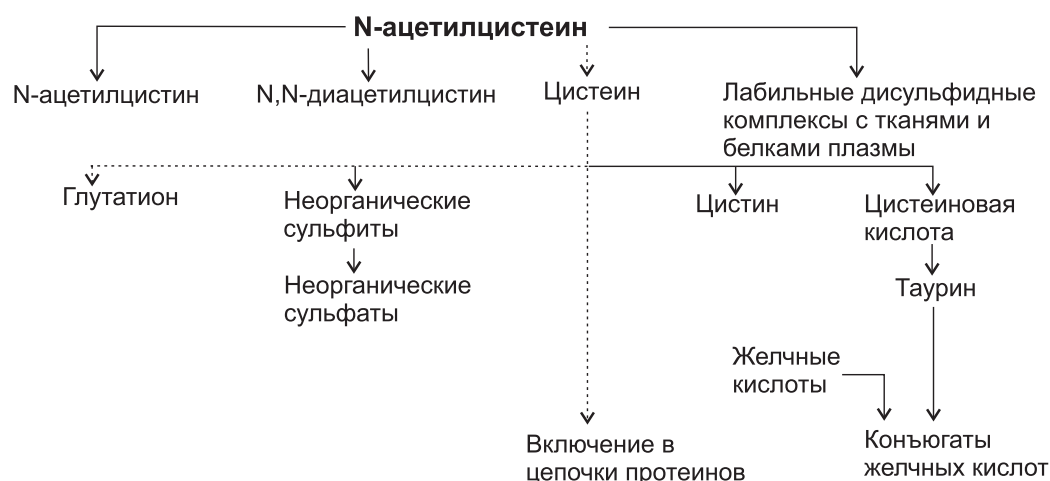 N-ацетилцистеин
N-ацетилцистин
N,N-диацетилцистин
Цистеин
Лабильные дисульфидные
комплексы с тканями и
белками плазмы
Глутатион
Неорганические
сульфиты
Цистин
Цистеиновая
кислота
Неорганические
сульфаты
Таурин
Желчные
кислоты
Включение в
цепочки протеинов
Конъюгаты
желчных кислот